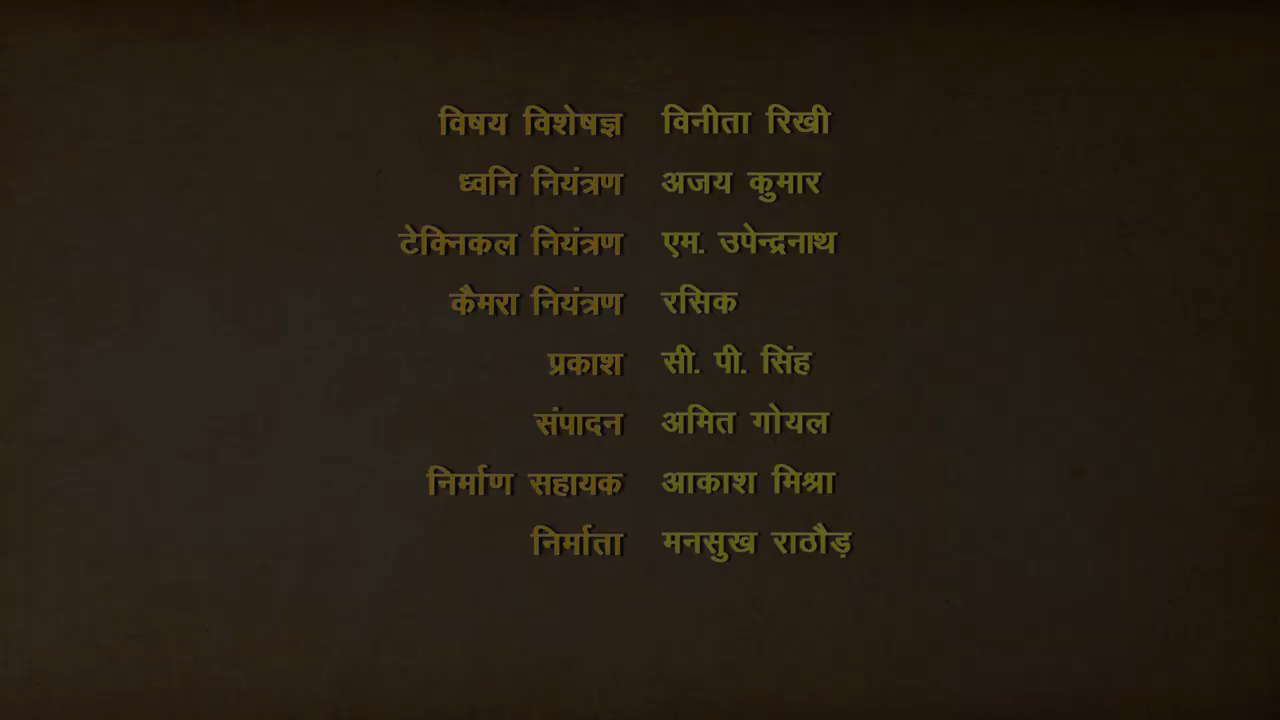 विषय विशेषज्ञ विनीता रिखी
ध्वनि नियंत्रण अजय कुमार
टेक्निकल नियंत्रण एम. उपेन्द्रनाथ
कैमरा नियंत्रण रसिक
प्रकाश सी. पी. सिंह
संपादन अमित गोयल
निर्माण सहायक आकाश मिश्रा
निर्माता मनसुख राठौड़